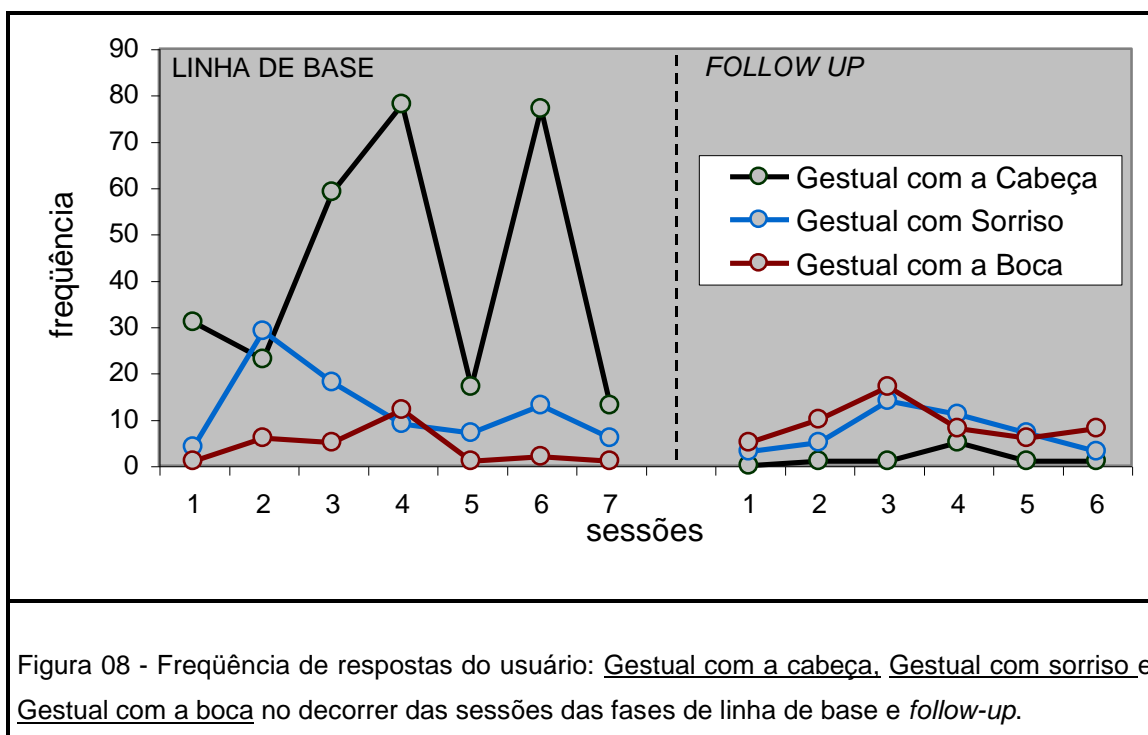 90
80
70
60
50
40
30
20
10
0
freqüência
LINHA DE BASE
FOLLOW UP
Gestual com a Cabeça
Gestual com Sorriso
Gestual com a Boca
1 2 3 4 5 6 7 1 2 3 4 5 6
sessões
Figura 08 - Freqüência de respostas do usuário: Gestual com a cabeça, Gestual com sorriso e
Gestual com a boca no decorrer das sessões das fases de linha de base e follow-up.